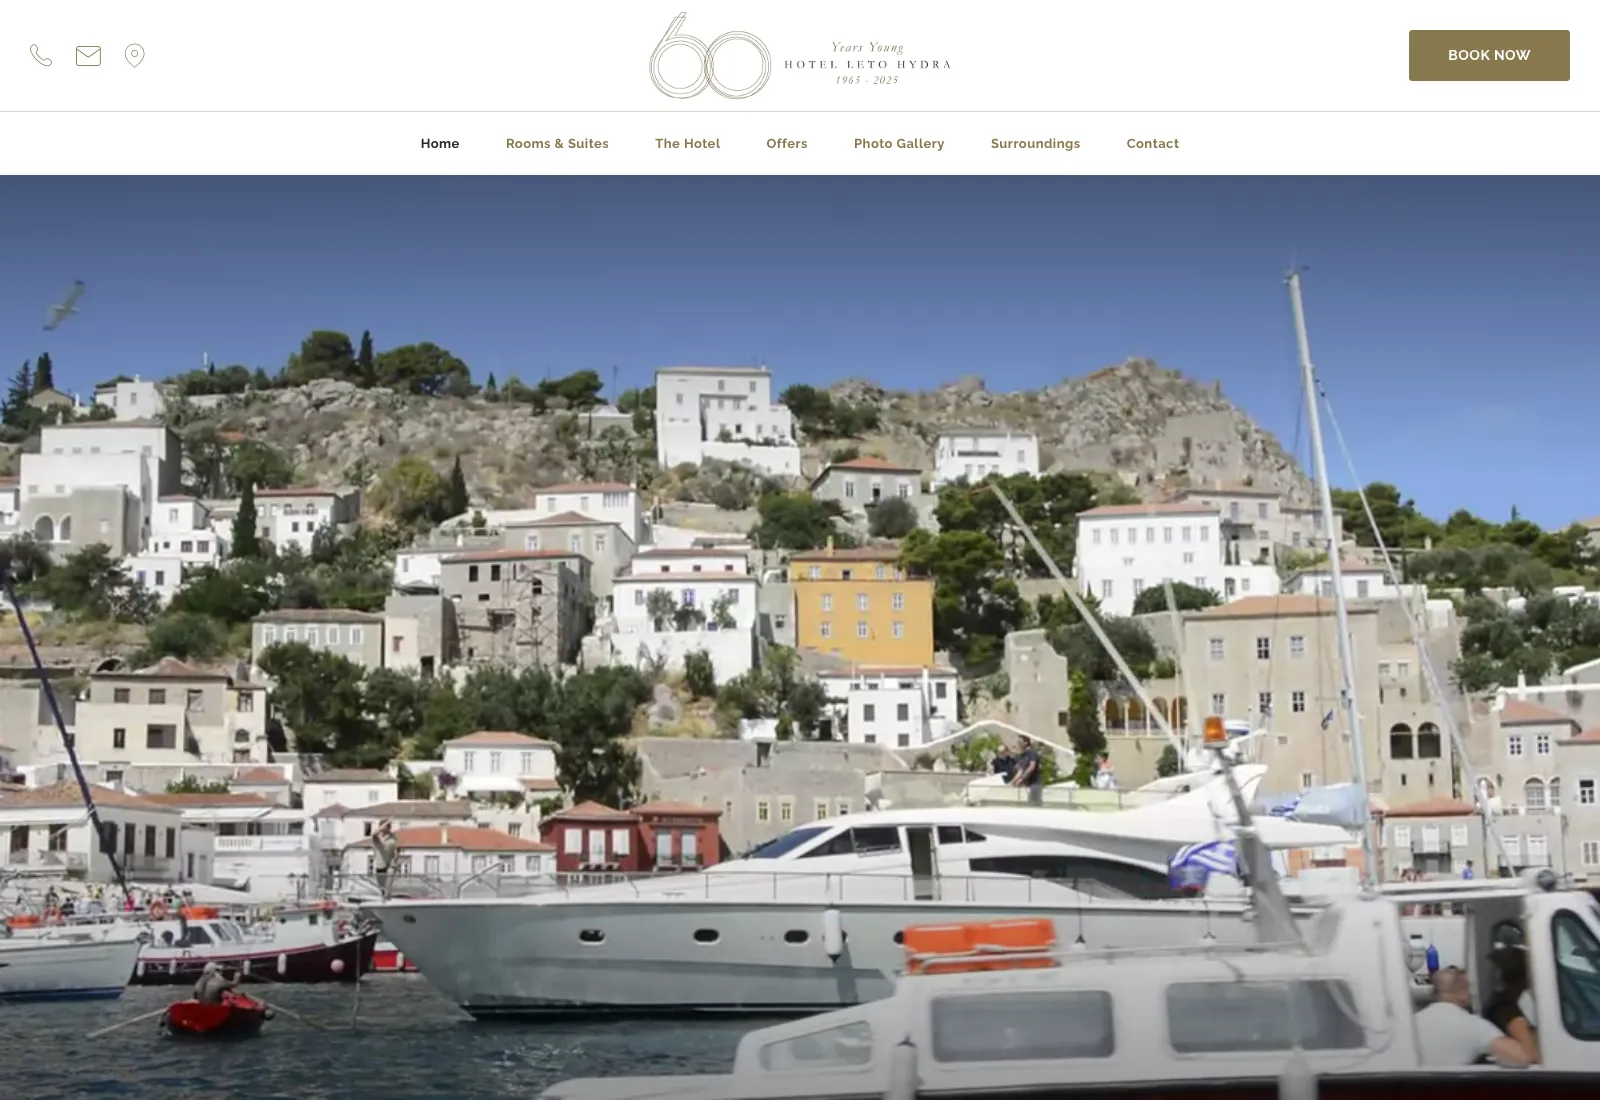 60
Years Young
HOTEL LETO HYDRA
1965 - 2025
BOOK NOW
Home
Rooms & Suites
The Hotel
Offers
Photo Gallery
Surroundings
Contact